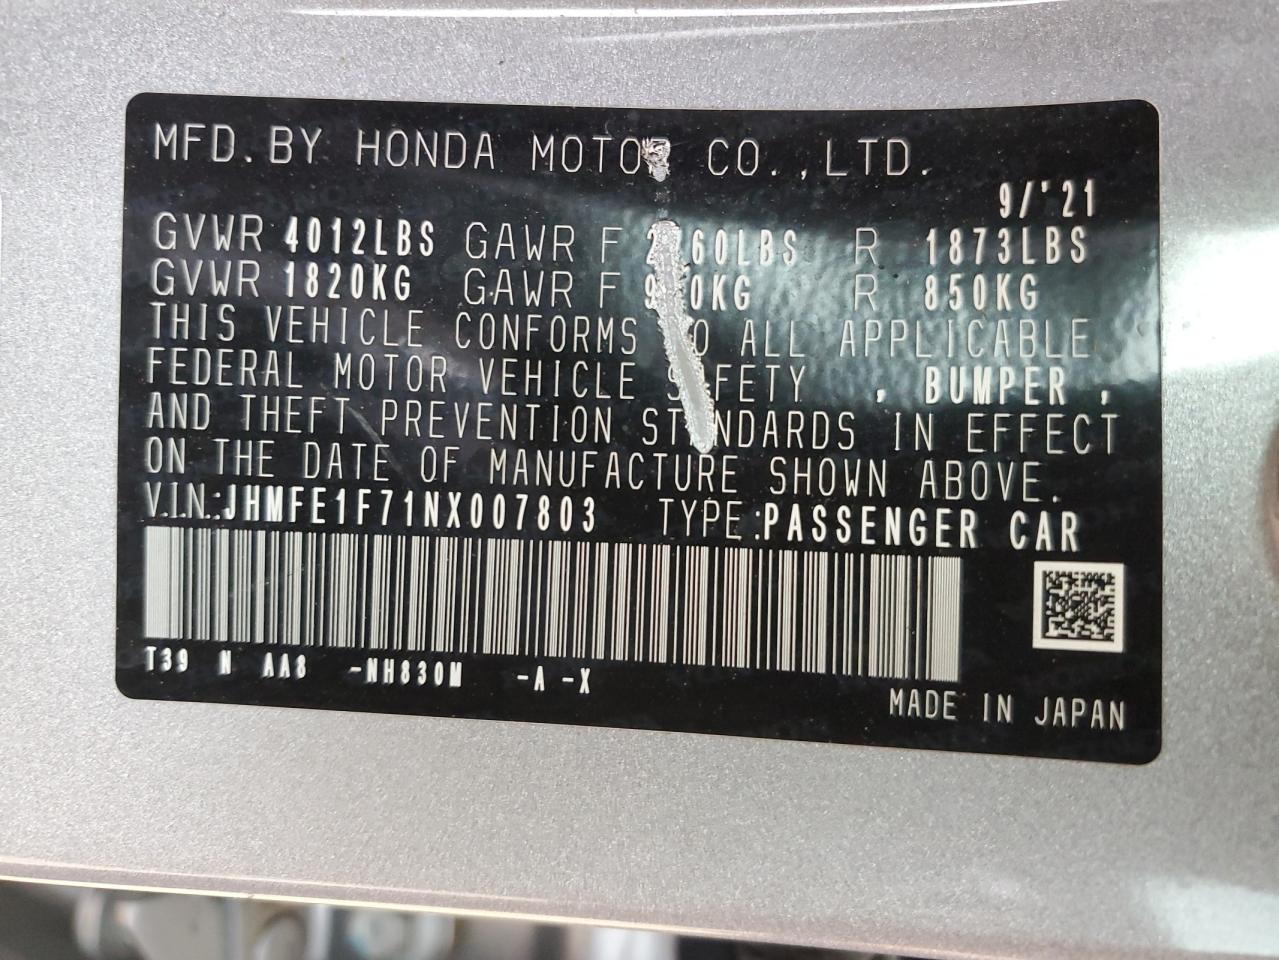 MFD.BY HONDA MOTOR CO.,LTD.
9/'21
GVWR 4012LBS GAWR F R 1873LBS
GVWR 1820KG GAWR F R 850KG
THIS VEHICLE CONFORMS TO ALL APPLICABLE
FEDERAL MOTOR VEHICLE SAFETY , BUMPER ,
AND THEFT PREVENTION STANDARDS IN EFFECT
ON THE DATE OF MANUFACTURE SHOWN ABOVE.
V.I.N.:JHMFE1F71NX007803 TYPE:PASSENGER CAR
T39 N AA8 -NH830M -A -X
MADE IN JAPAN